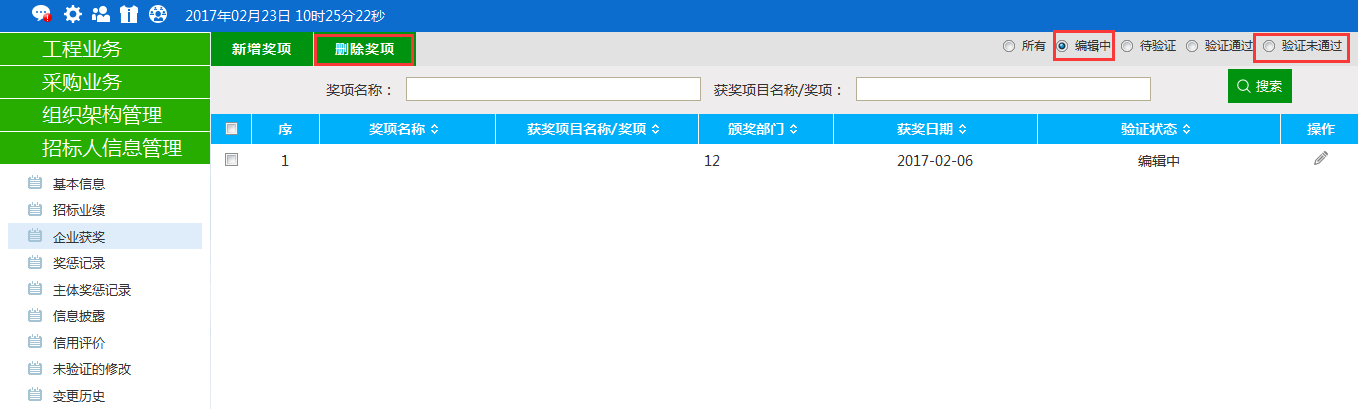 2017年02月23日 10时25分22秒
工程业务
采购业务
组织架构管理
招标人信息管理
基本信息
招标业绩
企业获奖
奖惩记录
主体奖惩记录
信息披露
信用评价
未验证的修改
变更历史
新增奖项 删除奖项 所有 编辑中 待验证 验证通过 验证未通过
奖项名称： 获奖项目名称/奖项： 搜索
序 奖项名称 获奖项目名称/奖项 颁奖部门 获奖日期 验证状态 操作
1 12 2017-02-06 编辑中